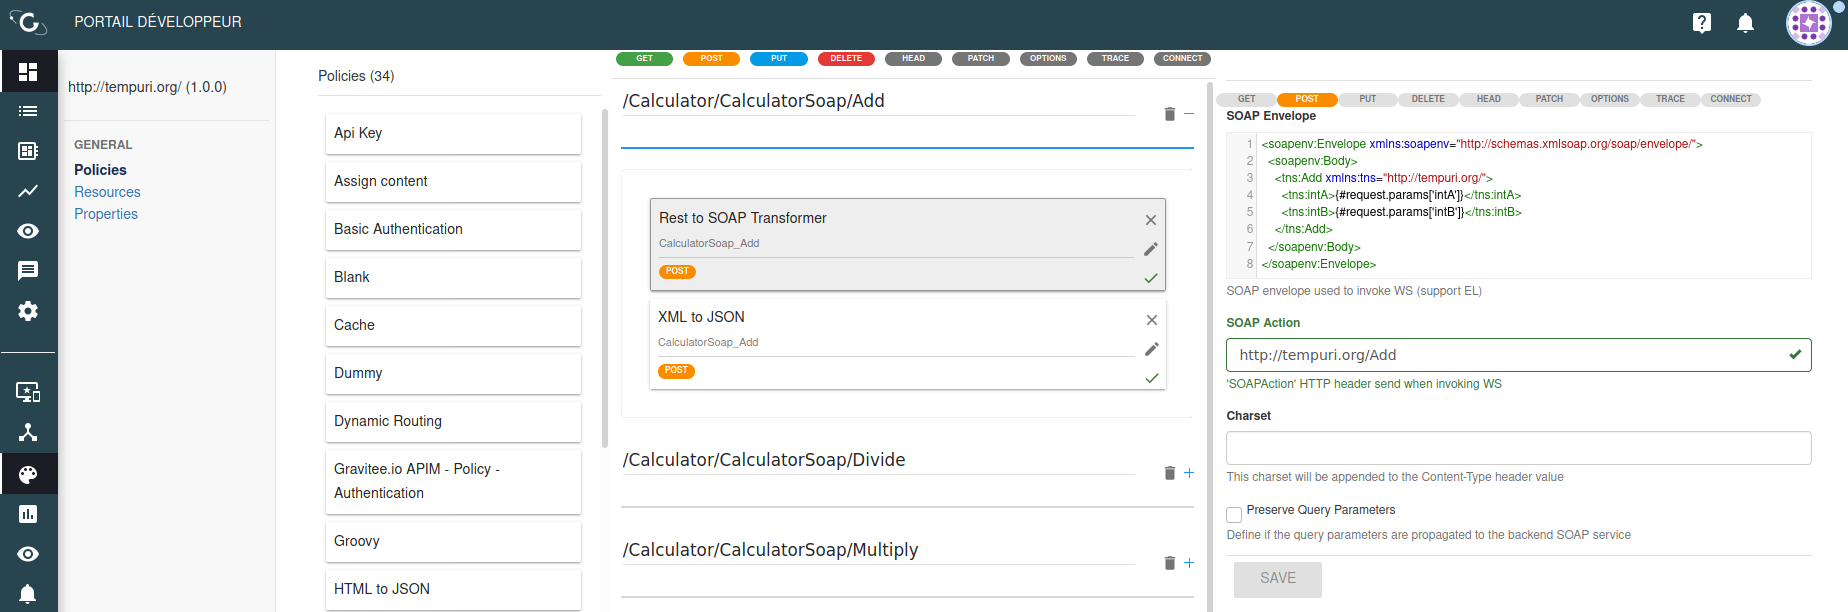 PORTAIL DÉVELOPPEUR
http://tempuri.org/ (1.0.0)
GENERAL
Policies
Resources
Properties
Policies (34)
Api Key
Assign content
Basic Authentication
Blank
Cache
Dummy
Dynamic Routing
Gravitee.io APIM - Policy -
Authentication
Groovy
HTML to JSON
GET POST PUT DELETE HEAD PATCH OPTIONS TRACE CONNECT
/Calculator/CalculatorSoap/Add
Rest to SOAP Transformer
CalculatorSoap_Add
POST
XML to JSON
CalculatorSoap_Add
POST
/Calculator/CalculatorSoap/Divide
/Calculator/CalculatorSoap/Multiply
GET POST PUT DELETE HEAD PATCH OPTIONS TRACE CONNECT
SOAP Envelope
1 <soapenv:Envelope xmlns:soapenv="http://schemas.xmlsoap.org/soap/envelope/">
2 <soapenv:Body>
3 <tns:Add xmlns:tns="http://tempuri.org/">
4 <tns:intA>{#request.params['intA']}</tns:intA>
5 <tns:intB>{#request.params['intB']}</tns:intB>
6 </tns:Add>
7 </soapenv:Body>
8 </soapenv:Envelope>
SOAP envelope used to invoke WS (support EL)
SOAP Action
http://tempuri.org/Add
'SOAPAction' HTTP header send when invoking WS
Charset
This charset will be appended to the Content-Type header value
Preserve Query Parameters
Define if the query parameters are propagated to the backend SOAP service
SAVE